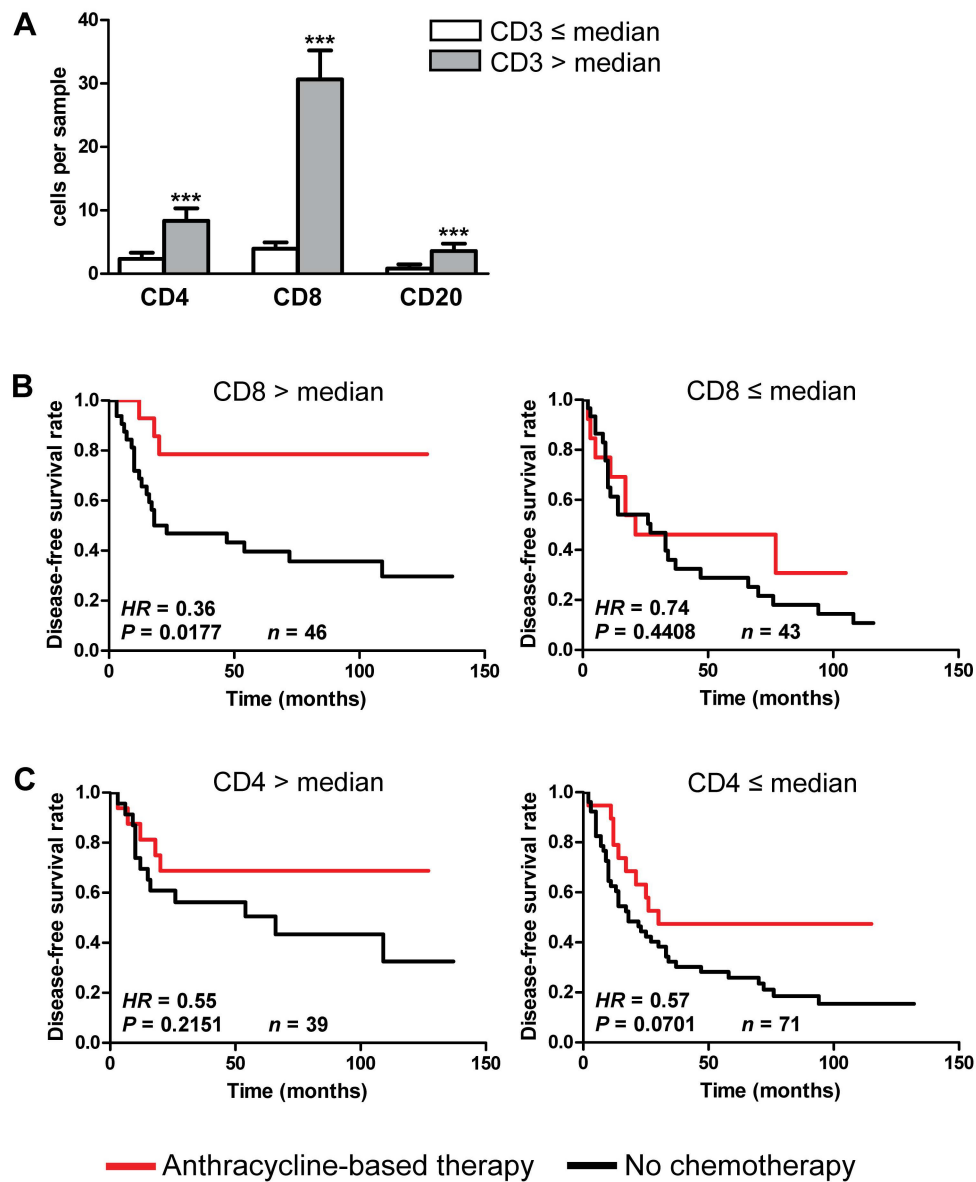 A
cells per sample
40
30
20
10
0
***
***
***
CD4
CD8
CD20
CD3 ≤ median
CD3 > median
B
CD8 > median
Disease-free survival rate
1.0
0.8
0.6
0.4
0.2
0.0
HR = 0.36
P = 0.0177 n = 46
0 50 100 150
Time (months)
CD8 ≤ median
Disease-free survival rate
1.0
0.8
0.6
0.4
0.2
0.0
HR = 0.74
P = 0.4408 n = 43
0 50 100 150
Time (months)
C
CD4 > median
Disease-free survival rate
1.0
0.8
0.6
0.4
0.2
0.0
HR = 0.55
P = 0.2151 n = 39
0 50 100 150
Time (months)
CD4 ≤ median
Disease-free survival rate
1.0
0.8
0.6
0.4
0.2
0.0
HR = 0.57
P = 0.0701 n = 71
0 50 100 150
Time (months)
Anthracycline-based therapy
No chemotherapy